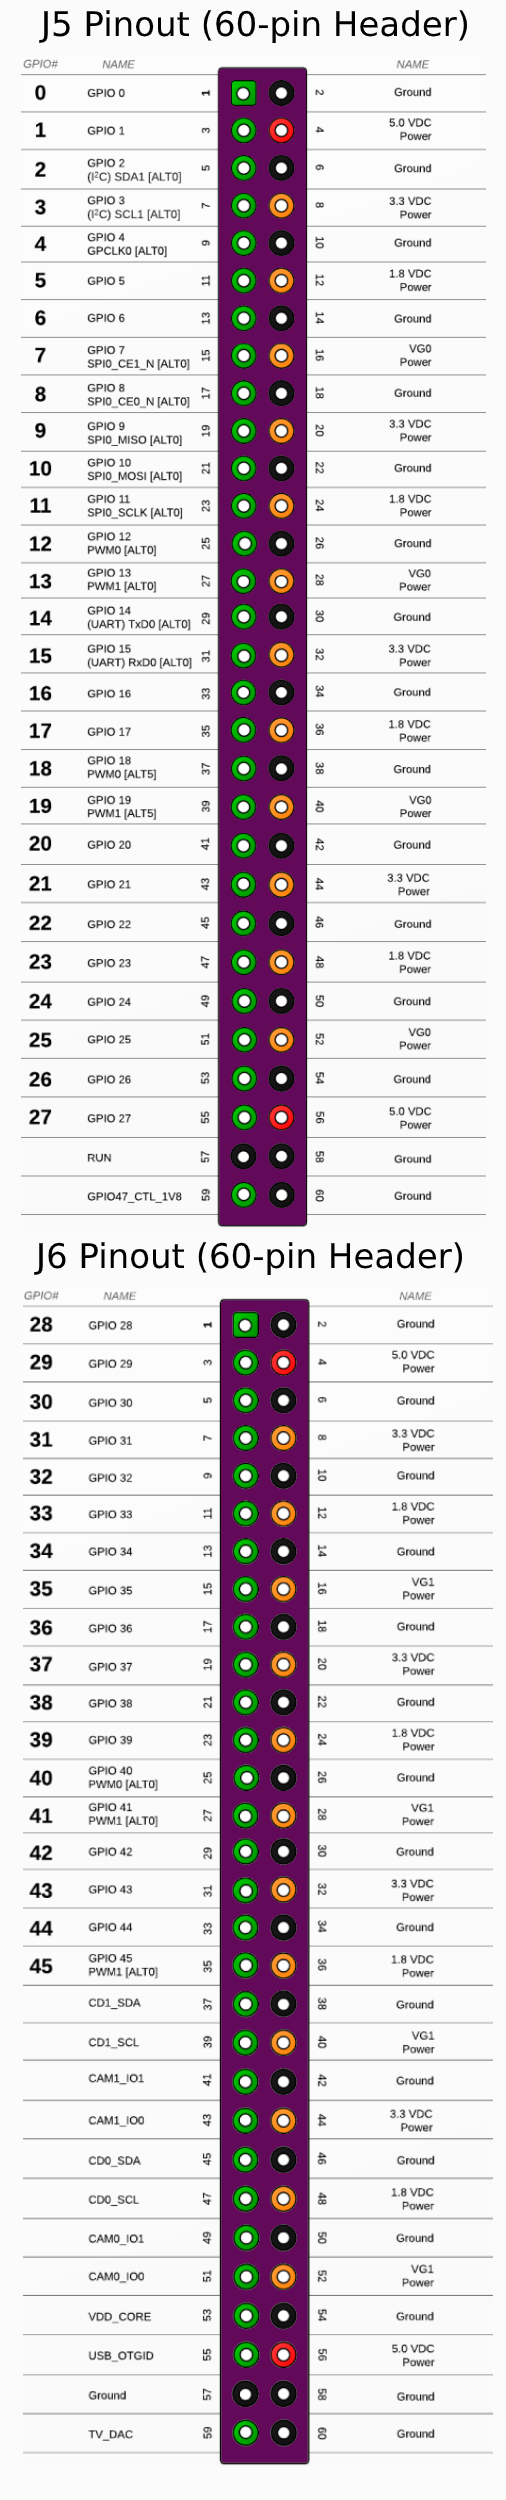 J5 Pinout (60-pin Header)
GPIO# NAME NAME
0 GPIO 0 1 2 Ground
1 GPIO 1 3 4 5.0 VDC
Power
2 GPIO 2 5 6 Ground
(I²C) SDA1 [ALT0]
3 GPIO 3 7 8 3.3 VDC
(I²C) SCL1 [ALT0] Power
4 GPIO 4 9 10 Ground
GPCLK0 [ALT0]
5 GPIO 5 11 12 1.8 VDC
Power
6 GPIO 6 13 14 Ground
7 GPIO 7 15 16 VG0
SPI0_CE1_N [ALT0] Power
8 GPIO 8 17 18 Ground
SPI0_CE0_N [ALT0]
9 GPIO 9 19 20 3.3 VDC
SPI0_MISO [ALT0] Power
10 GPIO 10 21 22 Ground
SPI0_MOSI [ALT0]
11 GPIO 11 23 24 1.8 VDC
SPI0_SCLK [ALT0] Power
12 GPIO 12 25 26 Ground
PWM0 [ALT0]
13 GPIO 13 27 28 VG0
PWM1 [ALT0] Power
14 GPIO 14 29 30 Ground
(UART) TxD0 [ALT0]
15 GPIO 15 31 32 3.3 VDC
(UART) RxD0 [ALT0] Power
16 GPIO 16 33 34 Ground
17 GPIO 17 35 36 1.8 VDC
Power
18 GPIO 18 37 38 Ground
PWM0 [ALT5]
19 GPIO 19 39 40 VG0
PWM1 [ALT5] Power
20 GPIO 20 41 42 Ground
21 GPIO 21 43 44 3.3 VDC
Power
22 GPIO 22 45 46 Ground
23 GPIO 23 47 48 1.8 VDC
Power
24 GPIO 24 49 50 Ground
25 GPIO 25 51 52 VG0
Power
26 GPIO 26 53 54 Ground
27 GPIO 27 55 56 5.0 VDC
Power
RUN 57 58 Ground
GPIO47_CTL_1V8 59 60 Ground
J6 Pinout (60-pin Header)
GPIO# NAME NAME
28 GPIO 28 1 2 Ground
29 GPIO 29 3 4 5.0 VDC
Power
30 GPIO 30 5 6 Ground
31 GPIO 31 7 8 3.3 VDC
Power
32 GPIO 32 9 10 Ground
33 GPIO 33 11 12 1.8 VDC
Power
34 GPIO 34 13 14 Ground
35 GPIO 35 15 16 VG1
Power
36 GPIO 36 17 18 Ground
37 GPIO 37 19 20 3.3 VDC
Power
38 GPIO 38 21 22 Ground
39 GPIO 39 23 24 1.8 VDC
Power
40 GPIO 40 25 26 Ground
PWM0 [ALT0]
41 GPIO 41 27 28 VG1
PWM1 [ALT0] Power
42 GPIO 42 29 30 Ground
43 GPIO 43 31 32 3.3 VDC
Power
44 GPIO 44 33 34 Ground
45 GPIO 45 35 36 1.8 VDC
PWM1 [ALT0] Power
CD1_SDA 37 38 Ground
CD1_SCL 39 40 VG1
Power
CAM1_IO1 41 42 Ground
CAM1_IO0 43 44 3.3 VDC
Power
CD0_SDA 45 46 Ground
CD0_SCL 47 48 1.8 VDC
Power
CAM0_IO1 49 50 Ground
CAM0_IO0 51 52 VG1
Power
VDD_CORE 53 54 Ground
USB_OTGID 55 56 5.0 VDC
Power
Ground 57 58 Ground
TV_DAC 59 60 Ground